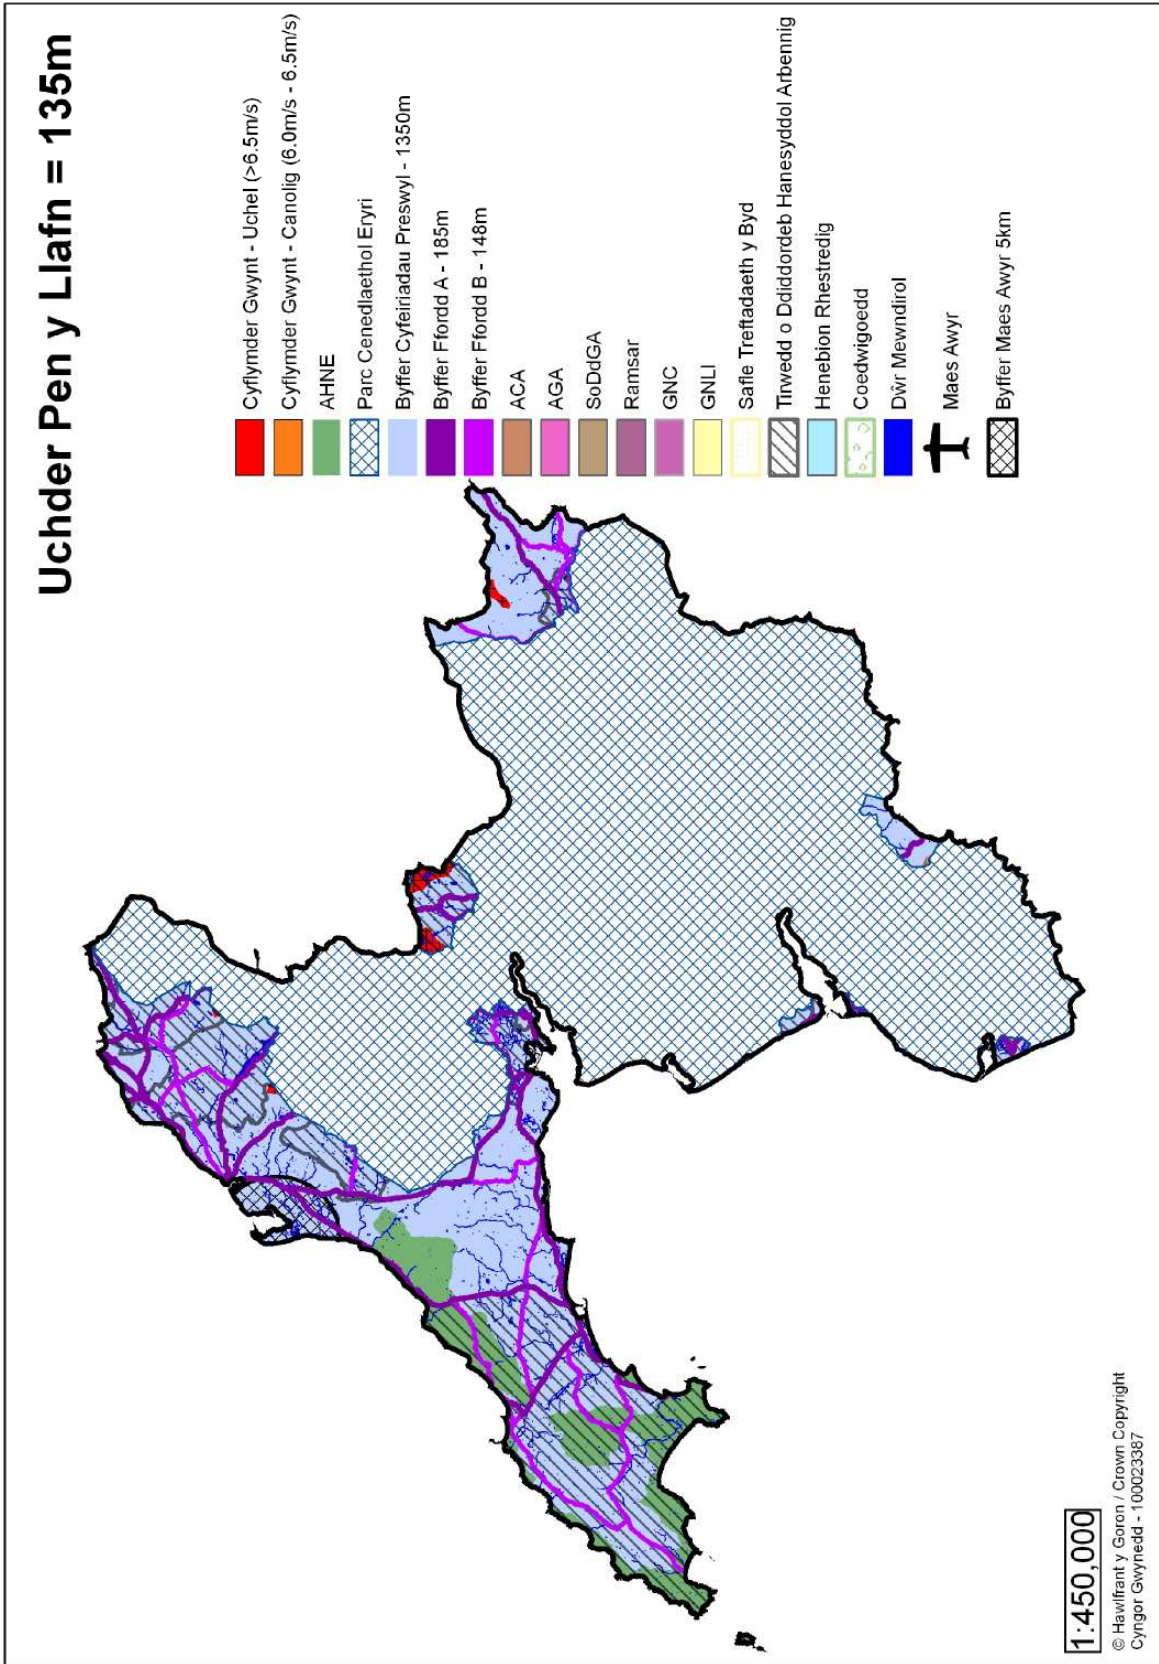 Uchder Pen y Llafn = 135m
Cyflymder Gwynt - Uchel (>6.5m/s)
Cyflymder Gwynt - Canolig (6.0m/s - 6.5m/s)
AHNE
Parc Cenedlaethol Eryri
Byffer Cyfeiriadau Preswyl - 1350m
Byffer Ffordd A - 185m
Byffer Ffordd B - 148m
ACA
AGA
SoDdGA
Ramsar
GNC
GNLI
Safle Treftadaeth y Byd
Tirwedd o Ddiddordeb Hanesyddol Arbennig
Henebion Rhestredig
Coedwigoedd
Dŵr Mewndirol
Maes Awyr
Byffer Maes Awyr 5km
1:450,000
© Hawlfraint y Goron / Crown Copyright
Cyngor Gwynedd - 100023387